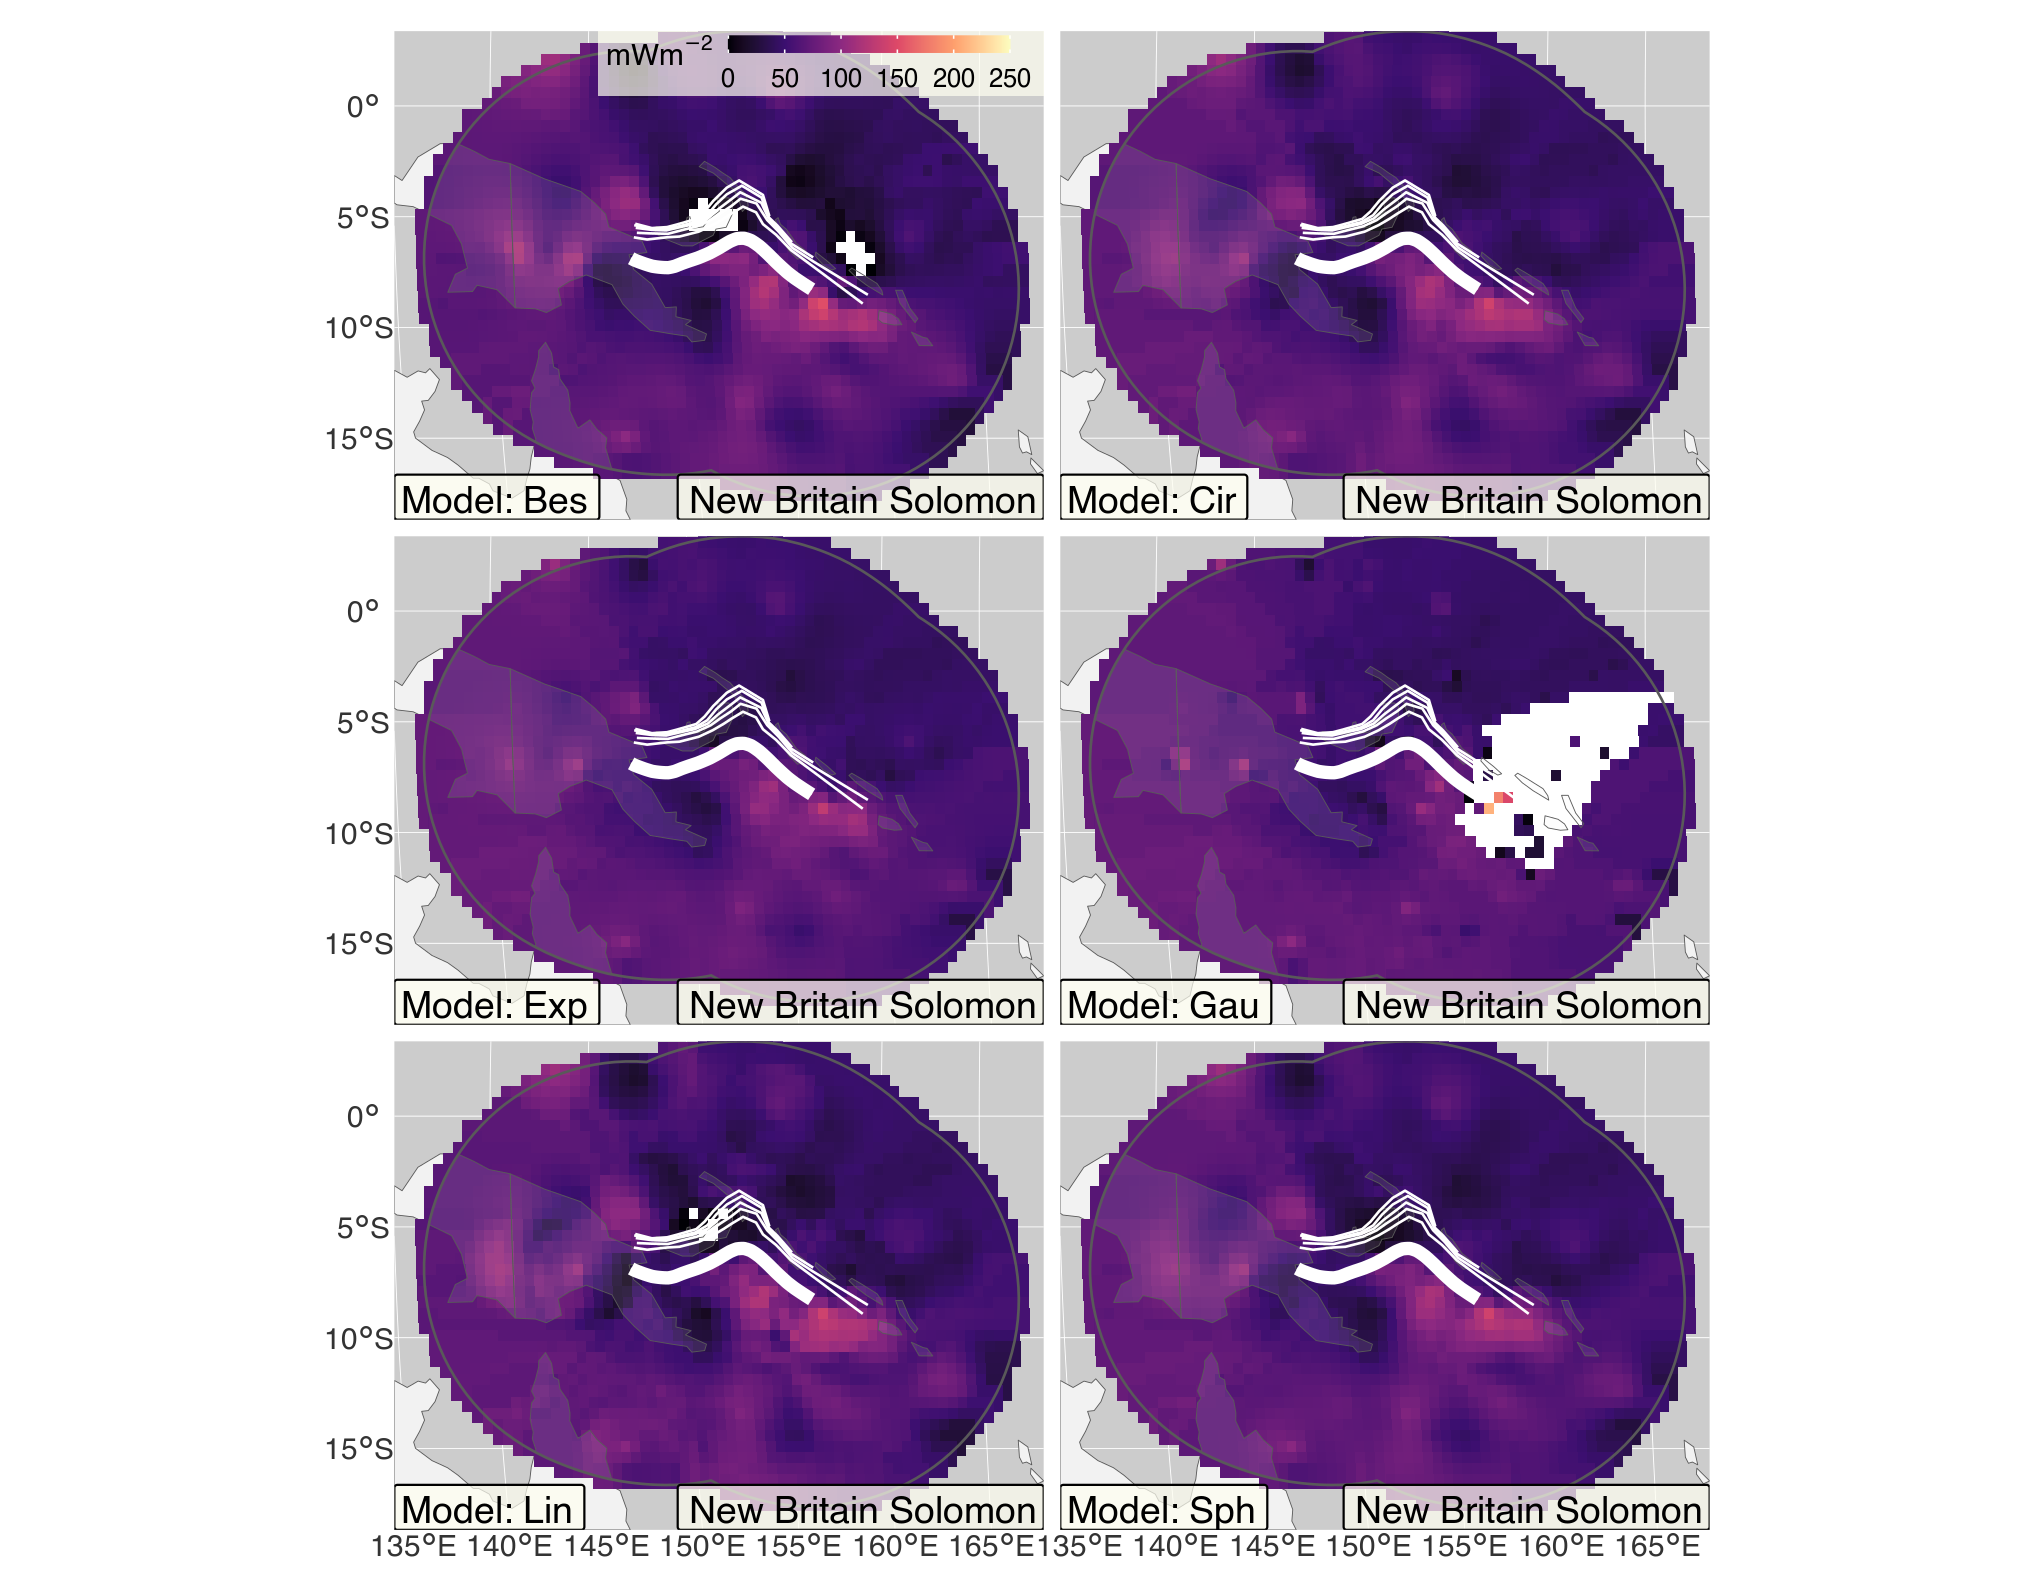 mWm−2
0 50 100 150 200 250
0°
5°S
10°S
15°S
Model: Bes
New Britain Solomon
Model: Cir
New Britain Solomon
0°
5°S
10°S
15°S
Model: Exp
New Britain Solomon
Model: Gau
New Britain Solomon
0°
5°S
10°S
15°S
Model: Lin
New Britain Solomon
Model: Sph
New Britain Solomon
135°E 140°E 145°E 150°E 155°E 160°E 165°E
135°E 140°E 145°E 150°E 155°E 160°E 165°E